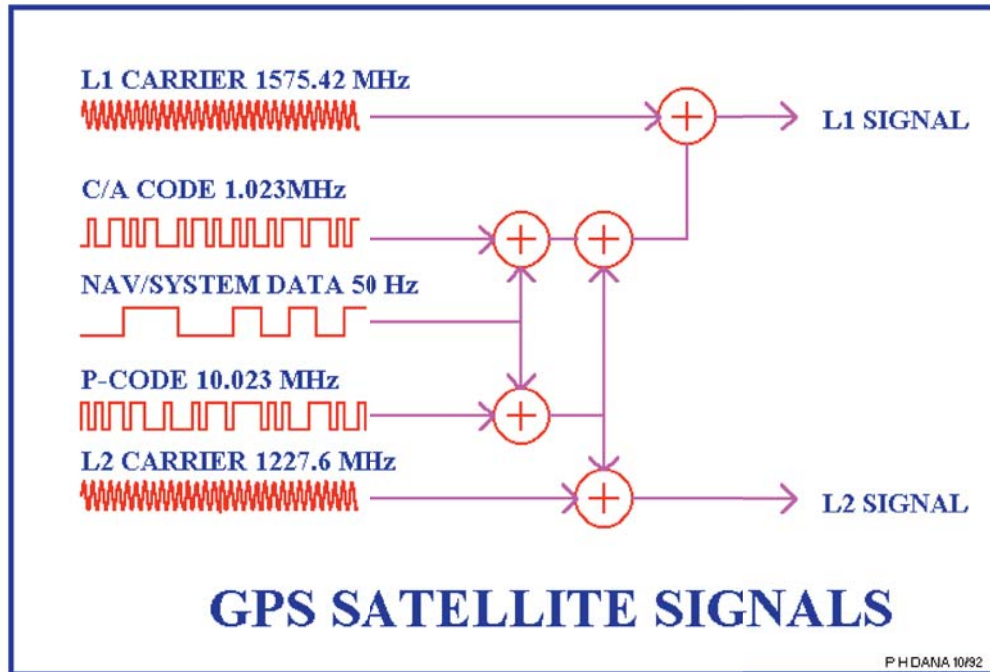 L1 CARRIER 1575.42 MHz
L1 SIGNAL
C/A CODE 1.023MHz
NAV/SYSTEM DATA 50 Hz
P-CODE 10.023 MHz
L2 CARRIER 1227.6 MHz
L2 SIGNAL
GPS SATELLITE SIGNALS
P H DANA 10/92